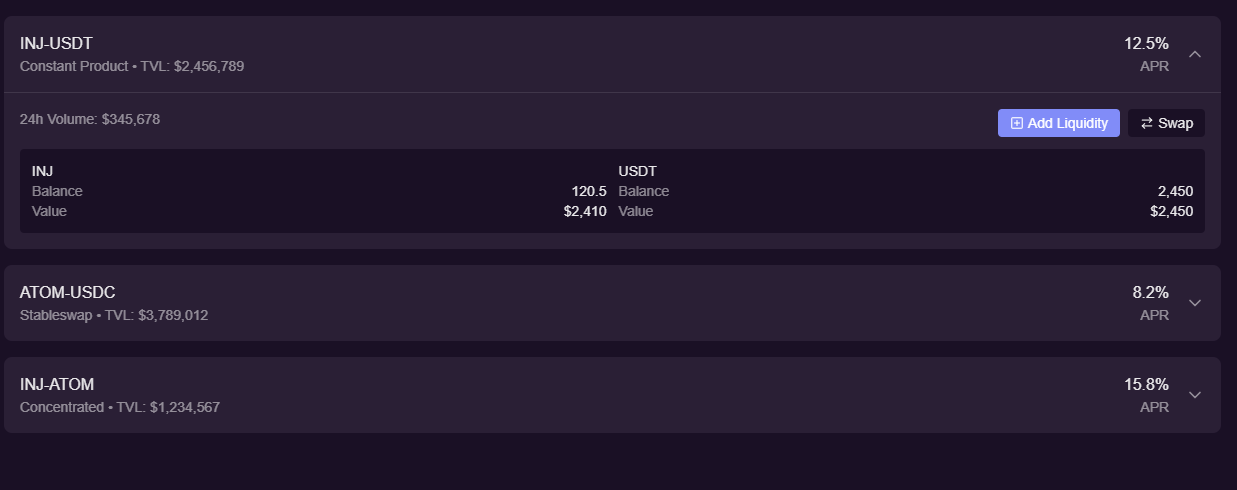 INJ-USDT
12.5%
Constant Product • TVL: $2,456,789
APR
24h Volume: $345,678
Add Liquidity
Swap
INJ
USDT
Balance 120.5 Balance 2,450
Value $2,410 Value $2,450
ATOM-USDC
8.2%
Stableswap • TVL: $3,789,012
APR
INJ-ATOM
15.8%
Concentrated • TVL: $1,234,567
APR